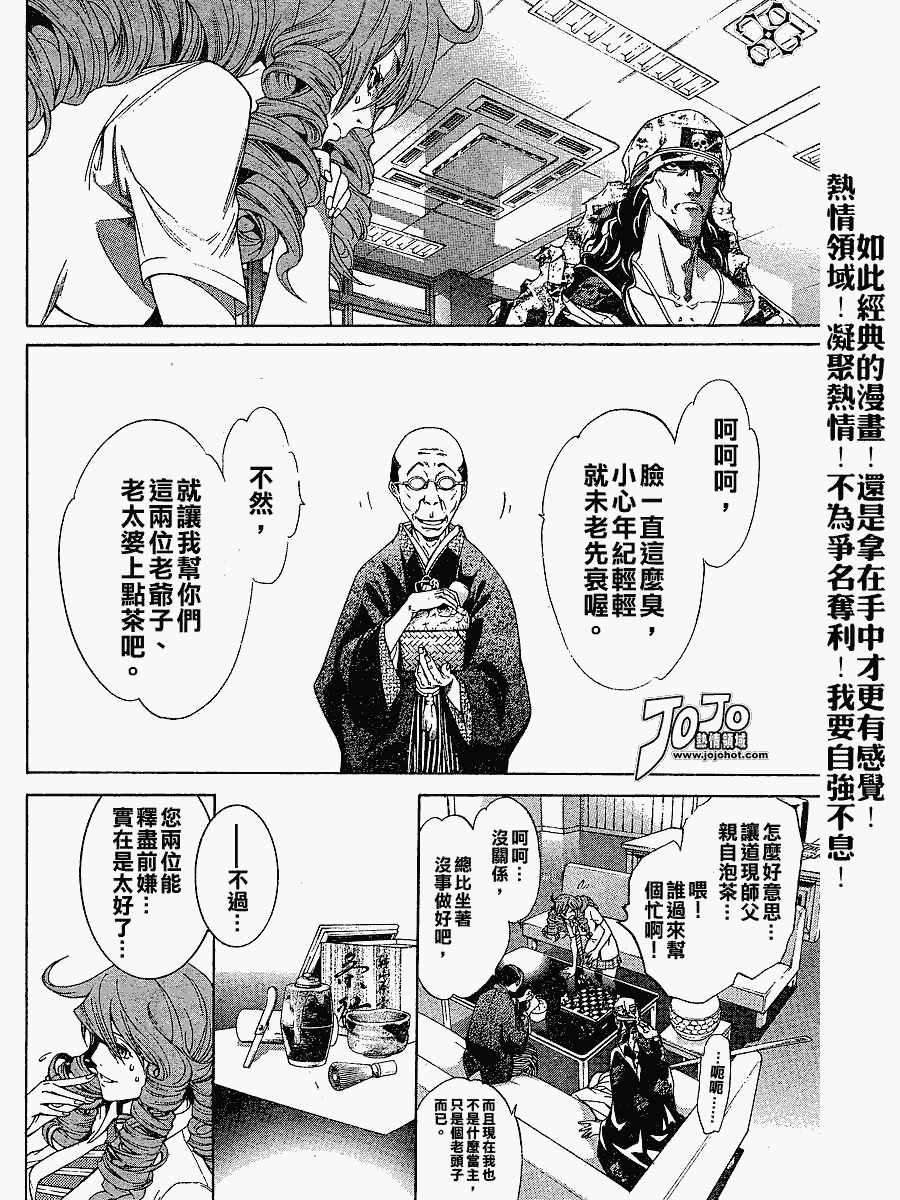 如此經典的漫畫！還是拿在手中才更有感覺！
熱情領域！凝聚熱情！不為爭名奪利！我要自強不息！
呵呵呵，
臉一直這麼臭，
小心年紀輕輕
就未老先衰喔。
不然，
就讓我幫你們
這兩位老爺子、
老太婆上點茶吧。
JOJO
熱情領域
www.jojohot.com
怎麼好意思…
讓道現師父
親自泡茶…
喂！
誰過來幫
個忙啊！
…呃呃……
呵呵…
沒關係，
總比坐著
沒事做好吧，
而且現在我也
不是什麼當主，
只是個老頭子
而已。
──不過…
您兩位能
釋盡前嫌…
實在是太好了…